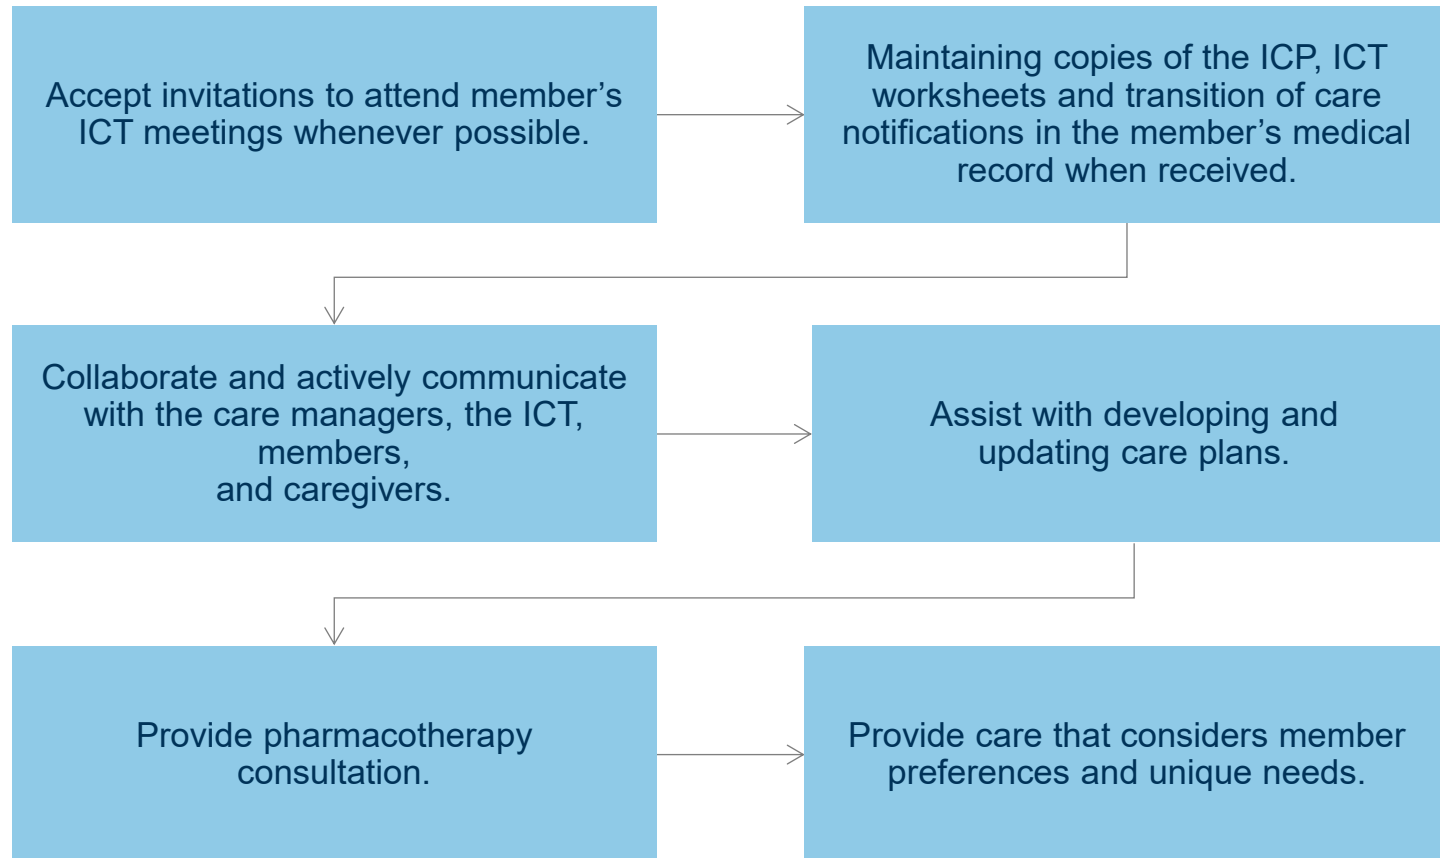 Accept invitations to attend member’s
ICT meetings whenever possible.
Maintaining copies of the ICP, ICT
worksheets and transition of care
notifications in the member’s medical
record when received.
Collaborate and actively communicate
with the care managers, the ICT,
members,
and caregivers.
Assist with developing and
updating care plans.
Provide pharmacotherapy
consultation.
Provide care that considers member
preferences and unique needs.